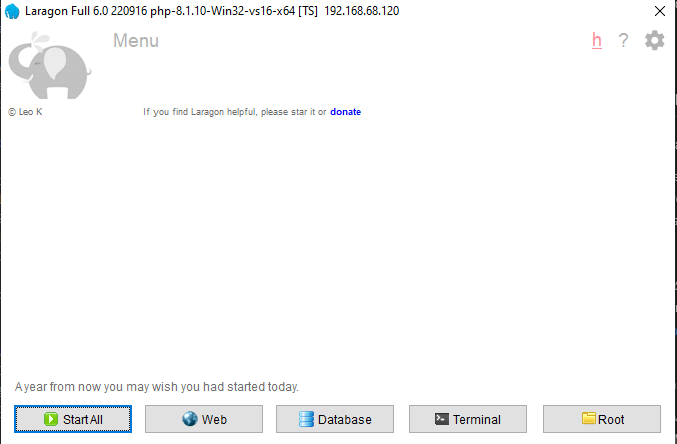 Laragon Full 6.0 220916 php-8.1.10-Win32-vs16-x64 [TS] 192.168.68.120
Menu
h ?
© Leo K
If you find Laragon helpful, please star it or donate
A year from now you may wish you had started today.
Start All
Web
Database
Terminal
Root